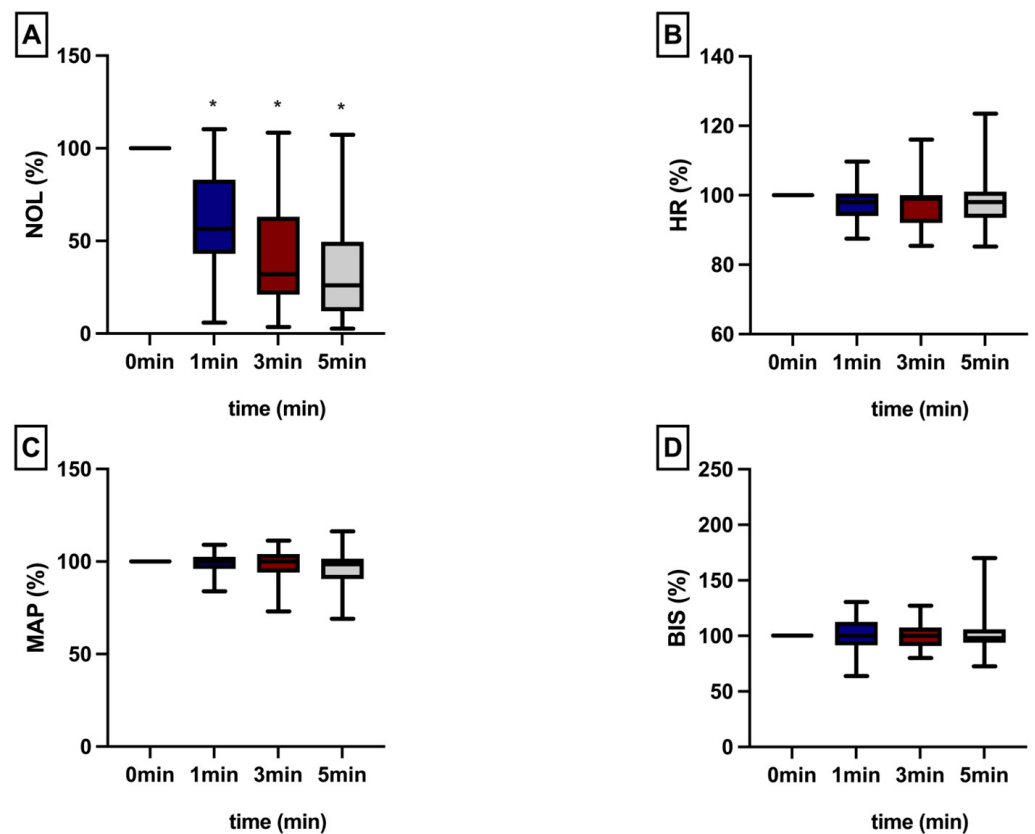 A
NOL (%)
150
100
50
0
* * *
0min 1min 3min 5min
time (min)
B
HR (%)
140
120
100
80
60
0min 1min 3min 5min
time (min)
C
MAP (%)
150
100
50
0
0min 1min 3min 5min
time (min)
D
BIS (%)
250
200
150
100
50
0
0min 1min 3min 5min
time (min)